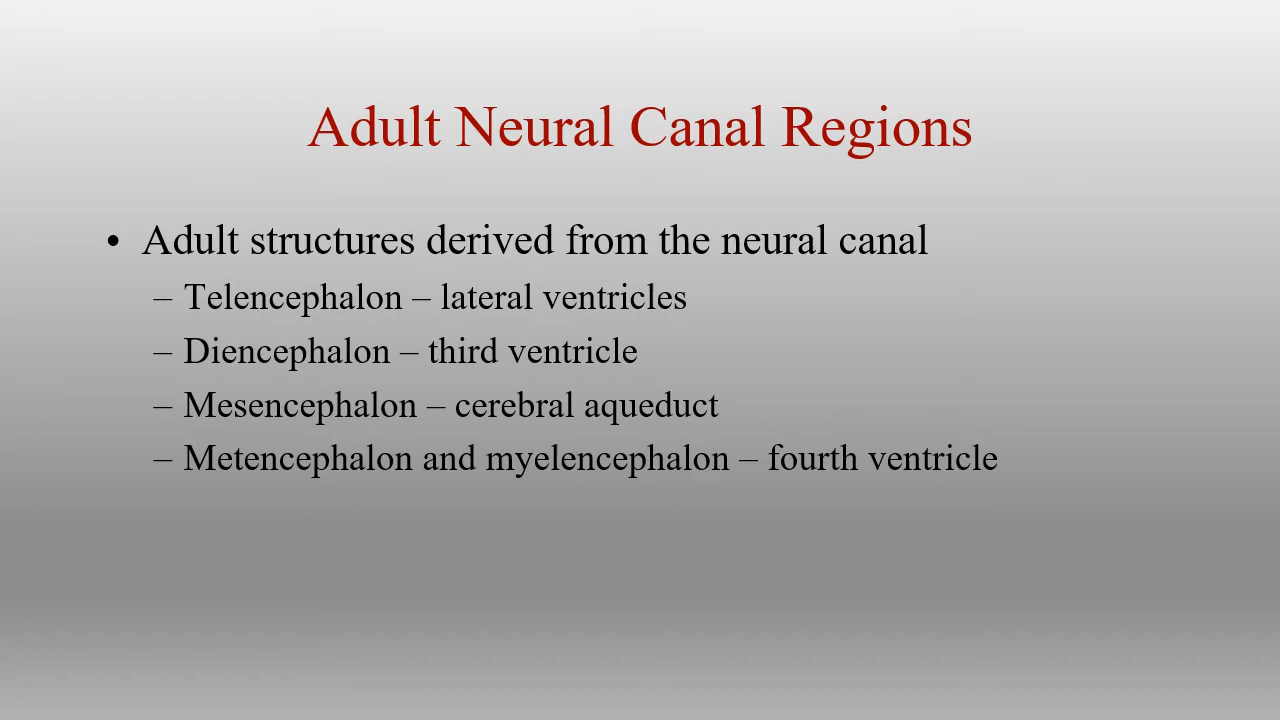 Adult Neural Canal Regions
• Adult structures derived from the neural canal
– Telencephalon – lateral ventricles
– Diencephalon – third ventricle
– Mesencephalon – cerebral aqueduct
– Metencephalon and myelencephalon – fourth ventricle